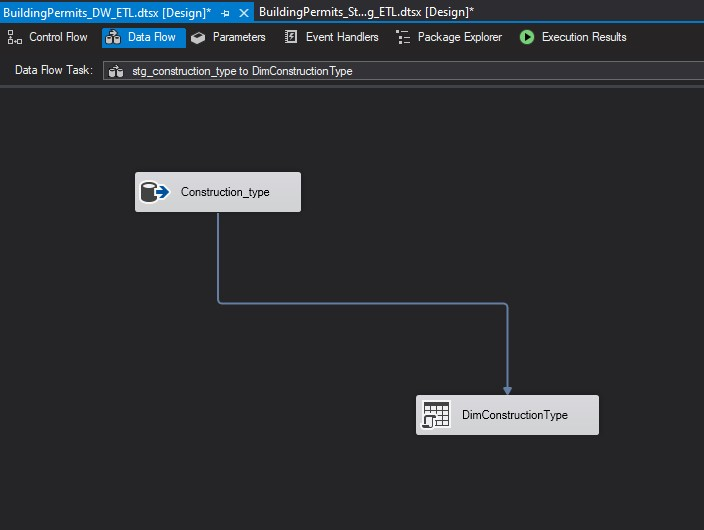 BuildingPermits_DW_ETL.dtsx [Design]* BuildingPermits_St...g_ETL.dtsx [Design]*
Control Flow Data Flow Parameters Event Handlers Package Explorer Execution Results
Data Flow Task: stg_construction_type to DimConstructionType
Construction_type
DimConstructionType